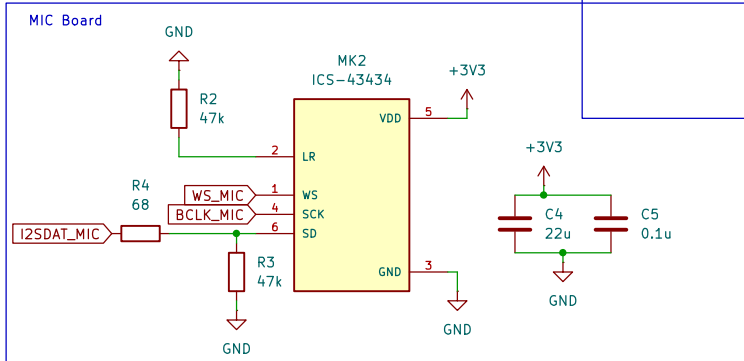 MIC Board
GND
MK2
ICS-43434
+3V3
R2
47k
5
VDD
2
LR
+3V3
R4
68
WS_MIC
1
WS
BCLK_MIC
4
SCK
C4
22u
C5
0.1u
I2SDAT_MIC
6
SD
R3
47k
GND
3
GND
GND
GND